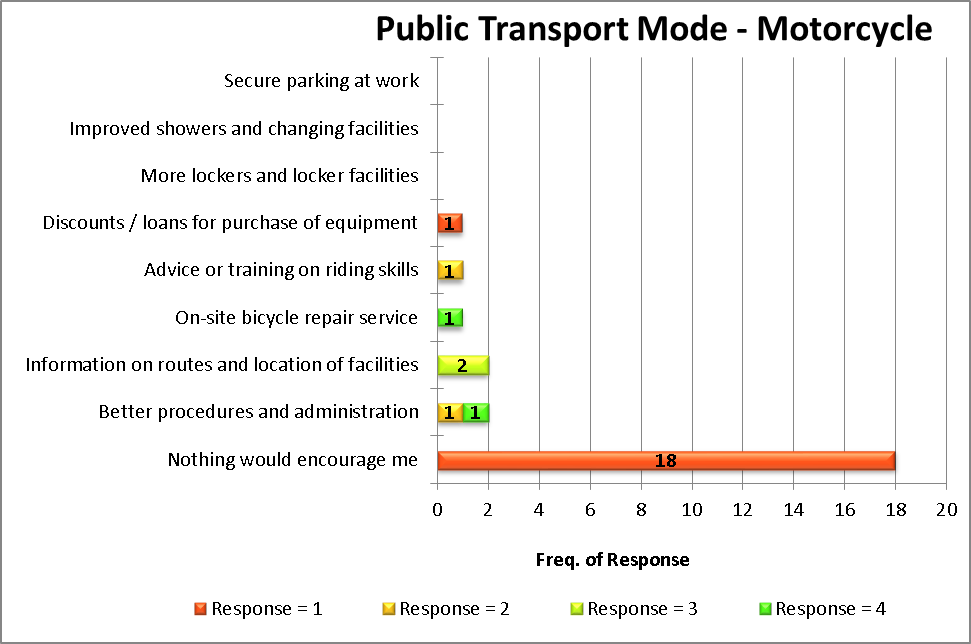 Public Transport Mode - Motorcycle
Secure parking at work
Improved showers and changing facilities
More lockers and locker facilities
Discounts / loans for purchase of equipment
1
Advice or training on riding skills
1
On-site bicycle repair service
1
Information on routes and location of facilities
2
Better procedures and administration
1 1
Nothing would encourage me
18
0 2 4 6 8 10 12 14 16 18 20
Freq. of Response
Response = 1 Response = 2 Response = 3 Response = 4